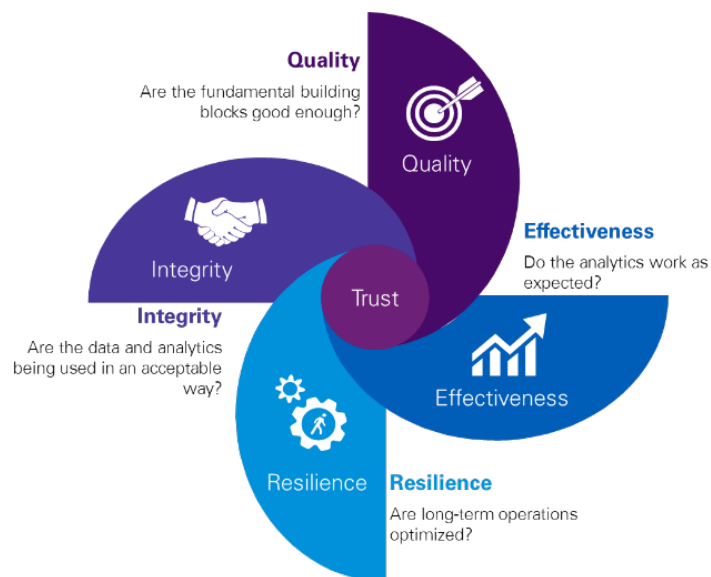 Quality
Are the fundamental building
blocks good enough?
Quality
Integrity
Integrity
Are the data and analytics
being used in an acceptable
way?
Trust
Effectiveness
Do the analytics work as
expected?
Effectiveness
Resilience
Resilience
Are long-term operations
optimized?